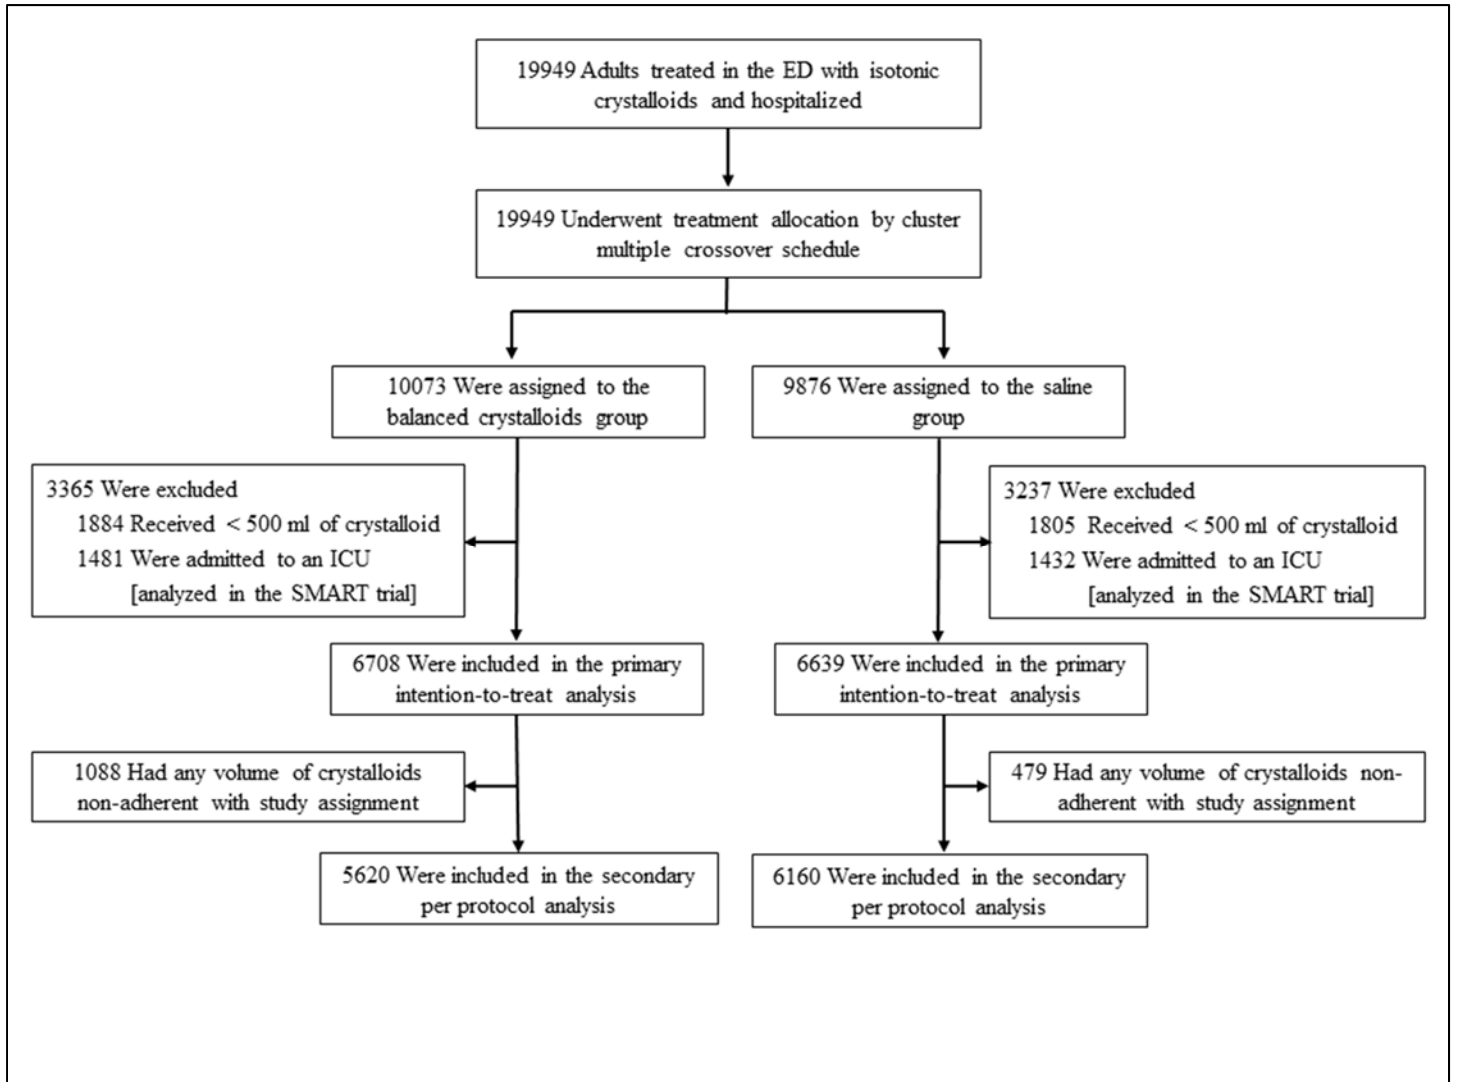 19949 Adults treated in the ED with isotonic
crystalloids and hospitalized
19949 Underwent treatment allocation by cluster
multiple crossover schedule
10073 Were assigned to the
balanced crystalloids group
9876 Were assigned to the saline
group
3365 Were excluded
1884 Received < 500 ml of crystalloid
1481 Were admitted to an ICU
[analyzed in the SMART trial]
3237 Were excluded
1805 Received < 500 ml of crystalloid
1432 Were admitted to an ICU
[analyzed in the SMART trial]
6708 Were included in the primary
intention-to-treat analysis
6639 Were included in the primary
intention-to-treat analysis
1088 Had any volume of crystalloids
non-adherent with study assignment
479 Had any volume of crystalloids non-
adherent with study assignment
5620 Were included in the secondary
per protocol analysis
6160 Were included in the secondary
per protocol analysis